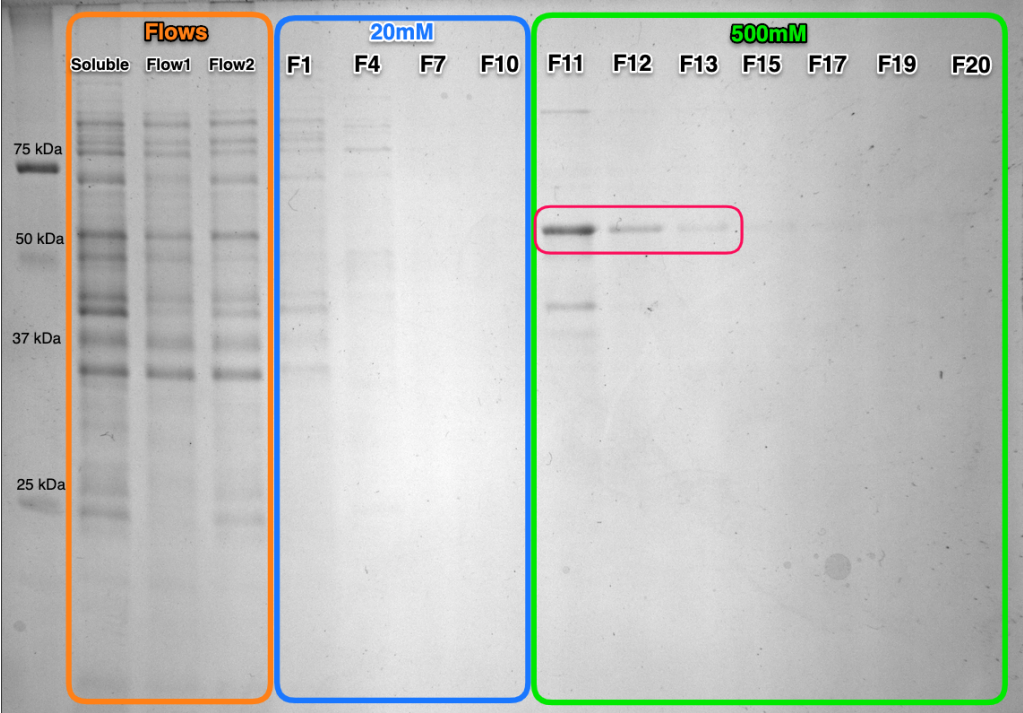 Flows
20mM
500mM
Soluble Flow1 Flow2 F1 F4 F7 F10 F11 F12 F13 F15 F17 F19 F20
75 kDa
50 kDa
37 kDa
25 kDa